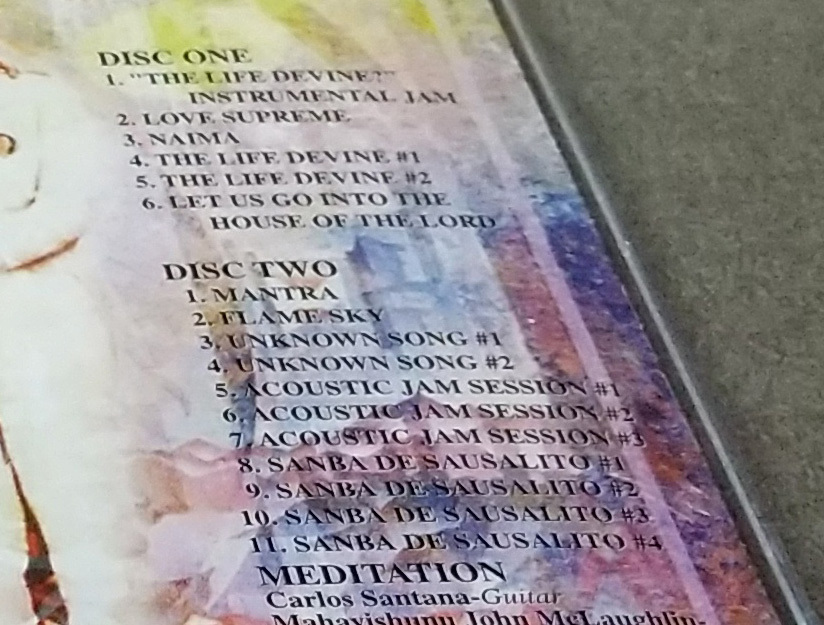 DISC ONE
1. "THE LIFE DEVINE?"
INSTRUMENTAL JAM
2. LOVE SUPREME
3. NAIMA
4. THE LIFE DEVINE #1
5. THE LIFE DEVINE #2
6. LET US GO INTO THE
HOUSE OF THE LORD
DISC TWO
1. MANTRA
2. FLAME SKY
3. UNKNOWN SONG #1
4. UNKNOWN SONG #2
5. ACOUSTIC JAM SESSION #1
6. ACOUSTIC JAM SESSION #2
7. ACOUSTIC JAM SESSION #3
8. SANBA DE SAUSALITO #1
9. SANBA DE SAUSALITO #2
10. SANBA DE SAUSALITO #3
11. SANBA DE SAUSALITO #4
MEDITATION
Carlos Santana-Guitar
Mahavishunu John McLaughlin-